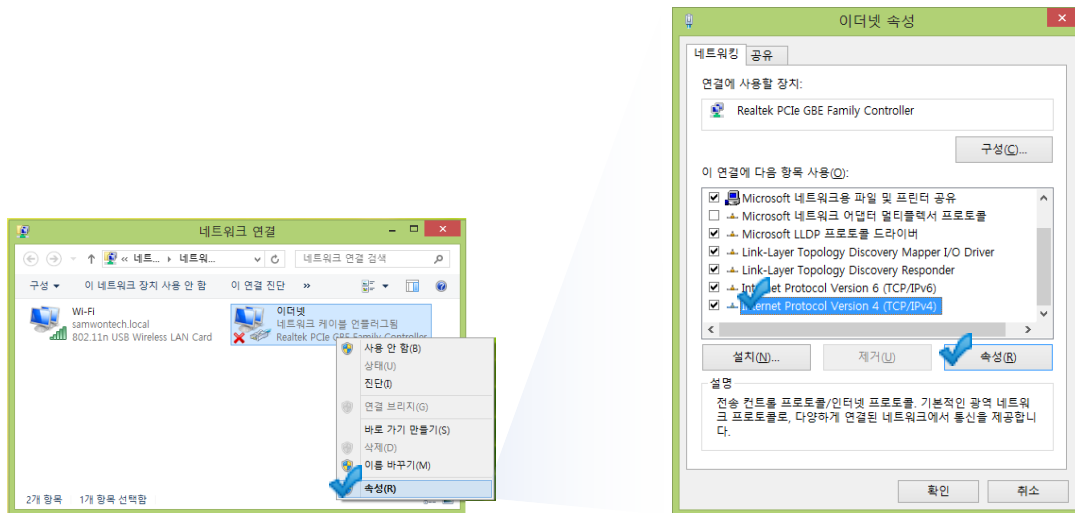 네트워크 연결
« 네트... ▸ 네트워...
네트워크 연결 검색
구성 이 네트워크 장치 사용 안 함 이 연결 진단 »
Wi-Fi
samwontech.local
802.11n USB Wireless LAN Card
이더넷
네트워크 케이블 언플러그됨
Realtek PCIe GBE Family Controller
사용 안 함(B)
상태(U)
진단(I)
연결 브리지(G)
바로 가기 만들기(S)
삭제(D)
이름 바꾸기(M)
속성(R)
2개 항목 1개 항목 선택함
이더넷 속성
네트워킹 공유
연결에 사용할 장치:
Realtek PCIe GBE Family Controller
구성(C)...
이 연결에 다음 항목 사용(O):
Microsoft 네트워크용 파일 및 프린터 공유
Microsoft 네트워크 어댑터 멀티플렉서 프로토콜
Microsoft LLDP 프로토콜 드라이버
Link-Layer Topology Discovery Mapper I/O Driver
Link-Layer Topology Discovery Responder
Internet Protocol Version 6 (TCP/IPv6)
Internet Protocol Version 4 (TCP/IPv4)
설치(N)... 제거(U) 속성(R)
설명
전송 컨트롤 프로토콜/인터넷 프로토콜. 기본적인 광역 네트워
크 프로토콜로, 다양하게 연결된 네트워크에서 통신을 제공합니
다.
확인 취소